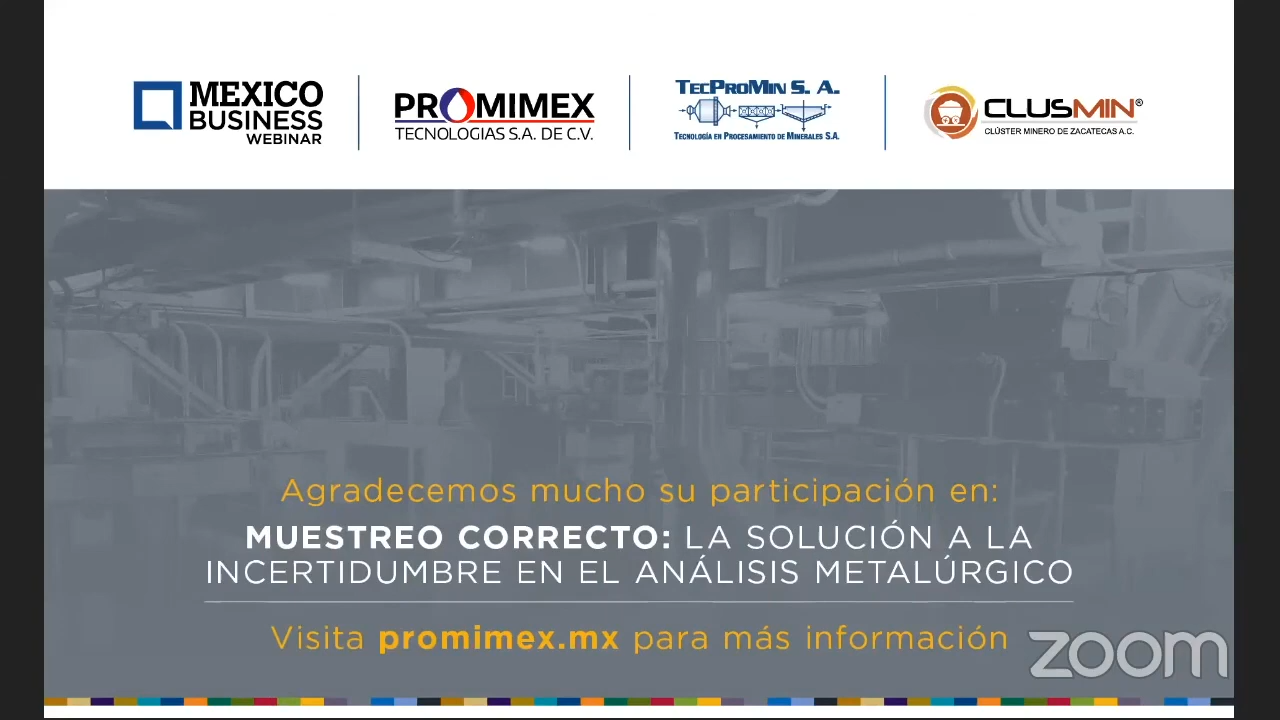 MEXICO
BUSINESS
WEBINAR
PROMIMEX
TECNOLOGIAS S.A. DE C.V.
TECPROMIN S. A.
TECNOLOGÍA EN PROCESAMIENTO DE MINERALES S.A.
CLUSMIN®
CLÚSTER MINERO DE ZACATECAS A.C.
Agradecemos mucho su participación en:
MUESTREO CORRECTO: LA SOLUCIÓN A LA
INCERTIDUMBRE EN EL ANÁLISIS METALÚRGICO
Visita promimex.mx para más información
zoom